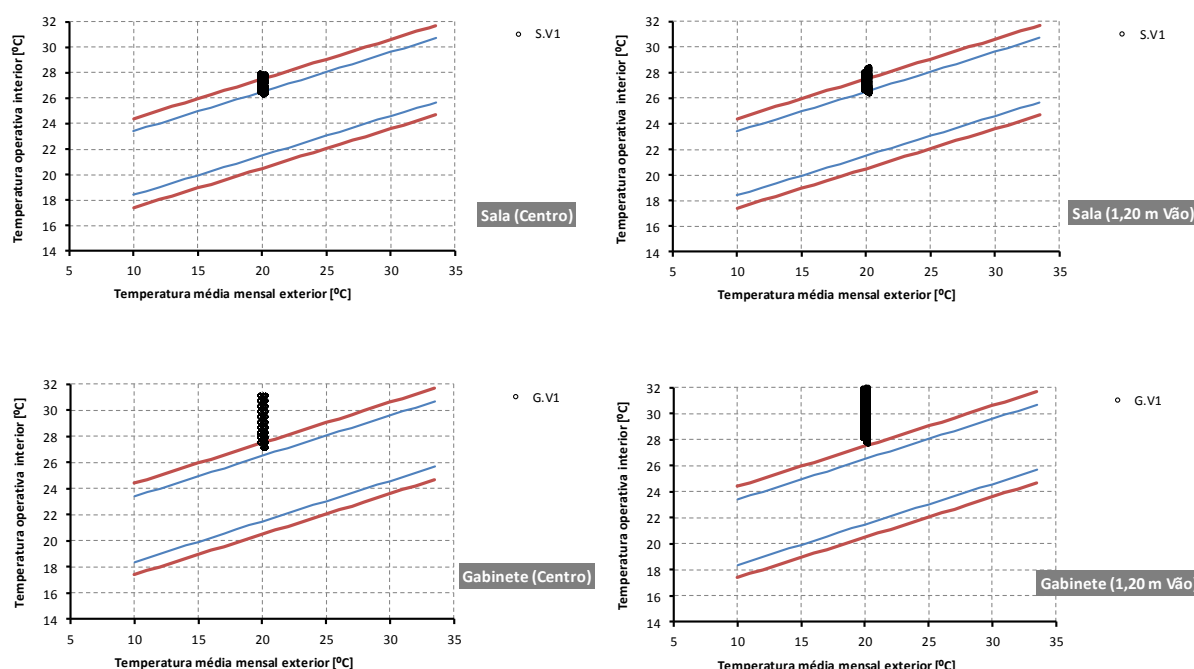 32
30
28
26
24
22
20
18
16
14
5 10 15 20 25 30 35
Temperatura operativa interior [ºC]
Temperatura média mensal exterior [ºC]
S.V1
Sala (Centro)
32
30
28
26
24
22
20
18
16
14
5 10 15 20 25 30 35
Temperatura operativa interior [ºC]
Temperatura média mensal exterior [ºC]
S.V1
Sala (1,20 m Vão)
32
30
28
26
24
22
20
18
16
14
5 10 15 20 25 30 35
Temperatura operativa interior [ºC]
Temperatura média mensal exterior [ºC]
G.V1
Gabinete (Centro)
32
30
28
26
24
22
20
18
16
14
5 10 15 20 25 30 35
Temperatura operativa interior [ºC]
Temperatura média mensal exterior [ºC]
G.V1
Gabinete (1,20 m Vão)